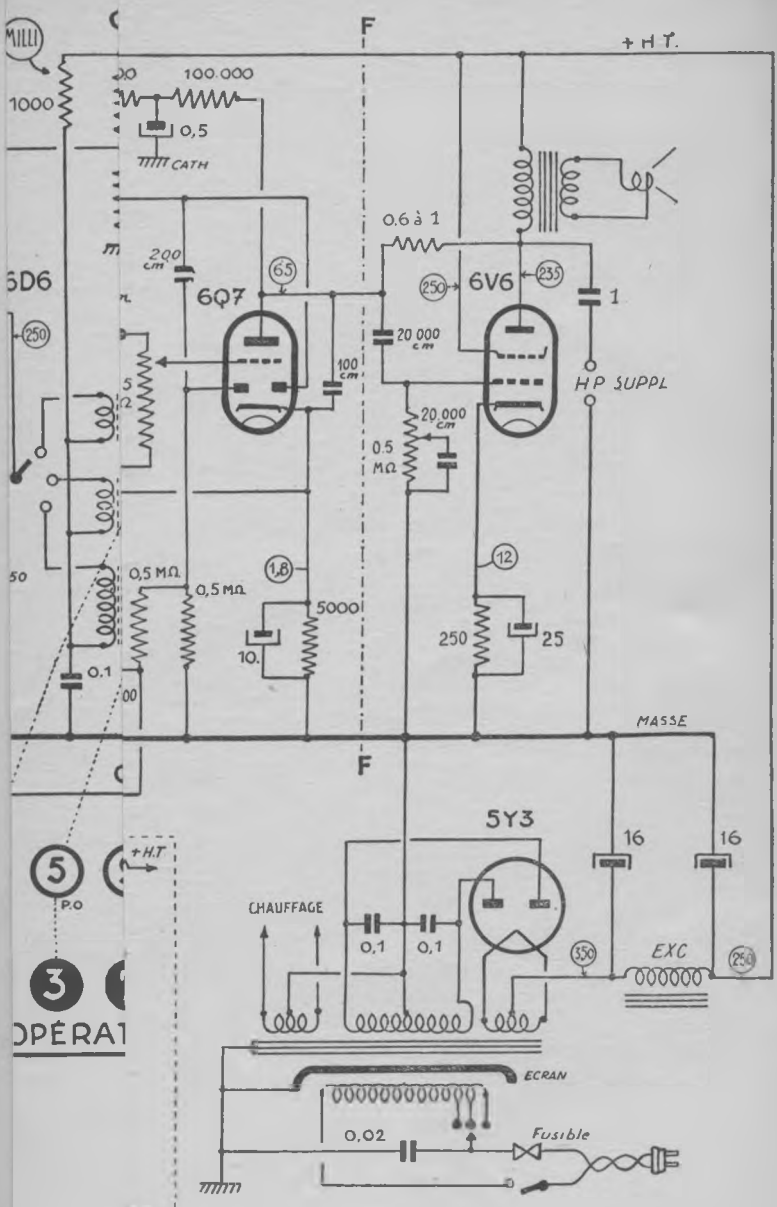 MILLI
F
+ H T.
1000
100.000
0,5
CATH
0,6 à 1
200 cm
65
6D6
6Q7
250
6V6
235
1
250
20 000 cm
100 cm
HP SUPPL
20,000 cm
0.5 MΩ
1,8
12
50
0,5 MΩ
0,5 MΩ
5000
10.
250
25
0.1
00
MASSE
F
5Y3
16
16
5
P.O
+ H.T
CHAUFFAGE
0,1
0,1
350
EXC
250
3
OPÉRAT
ECRAN
0,02
Fusible